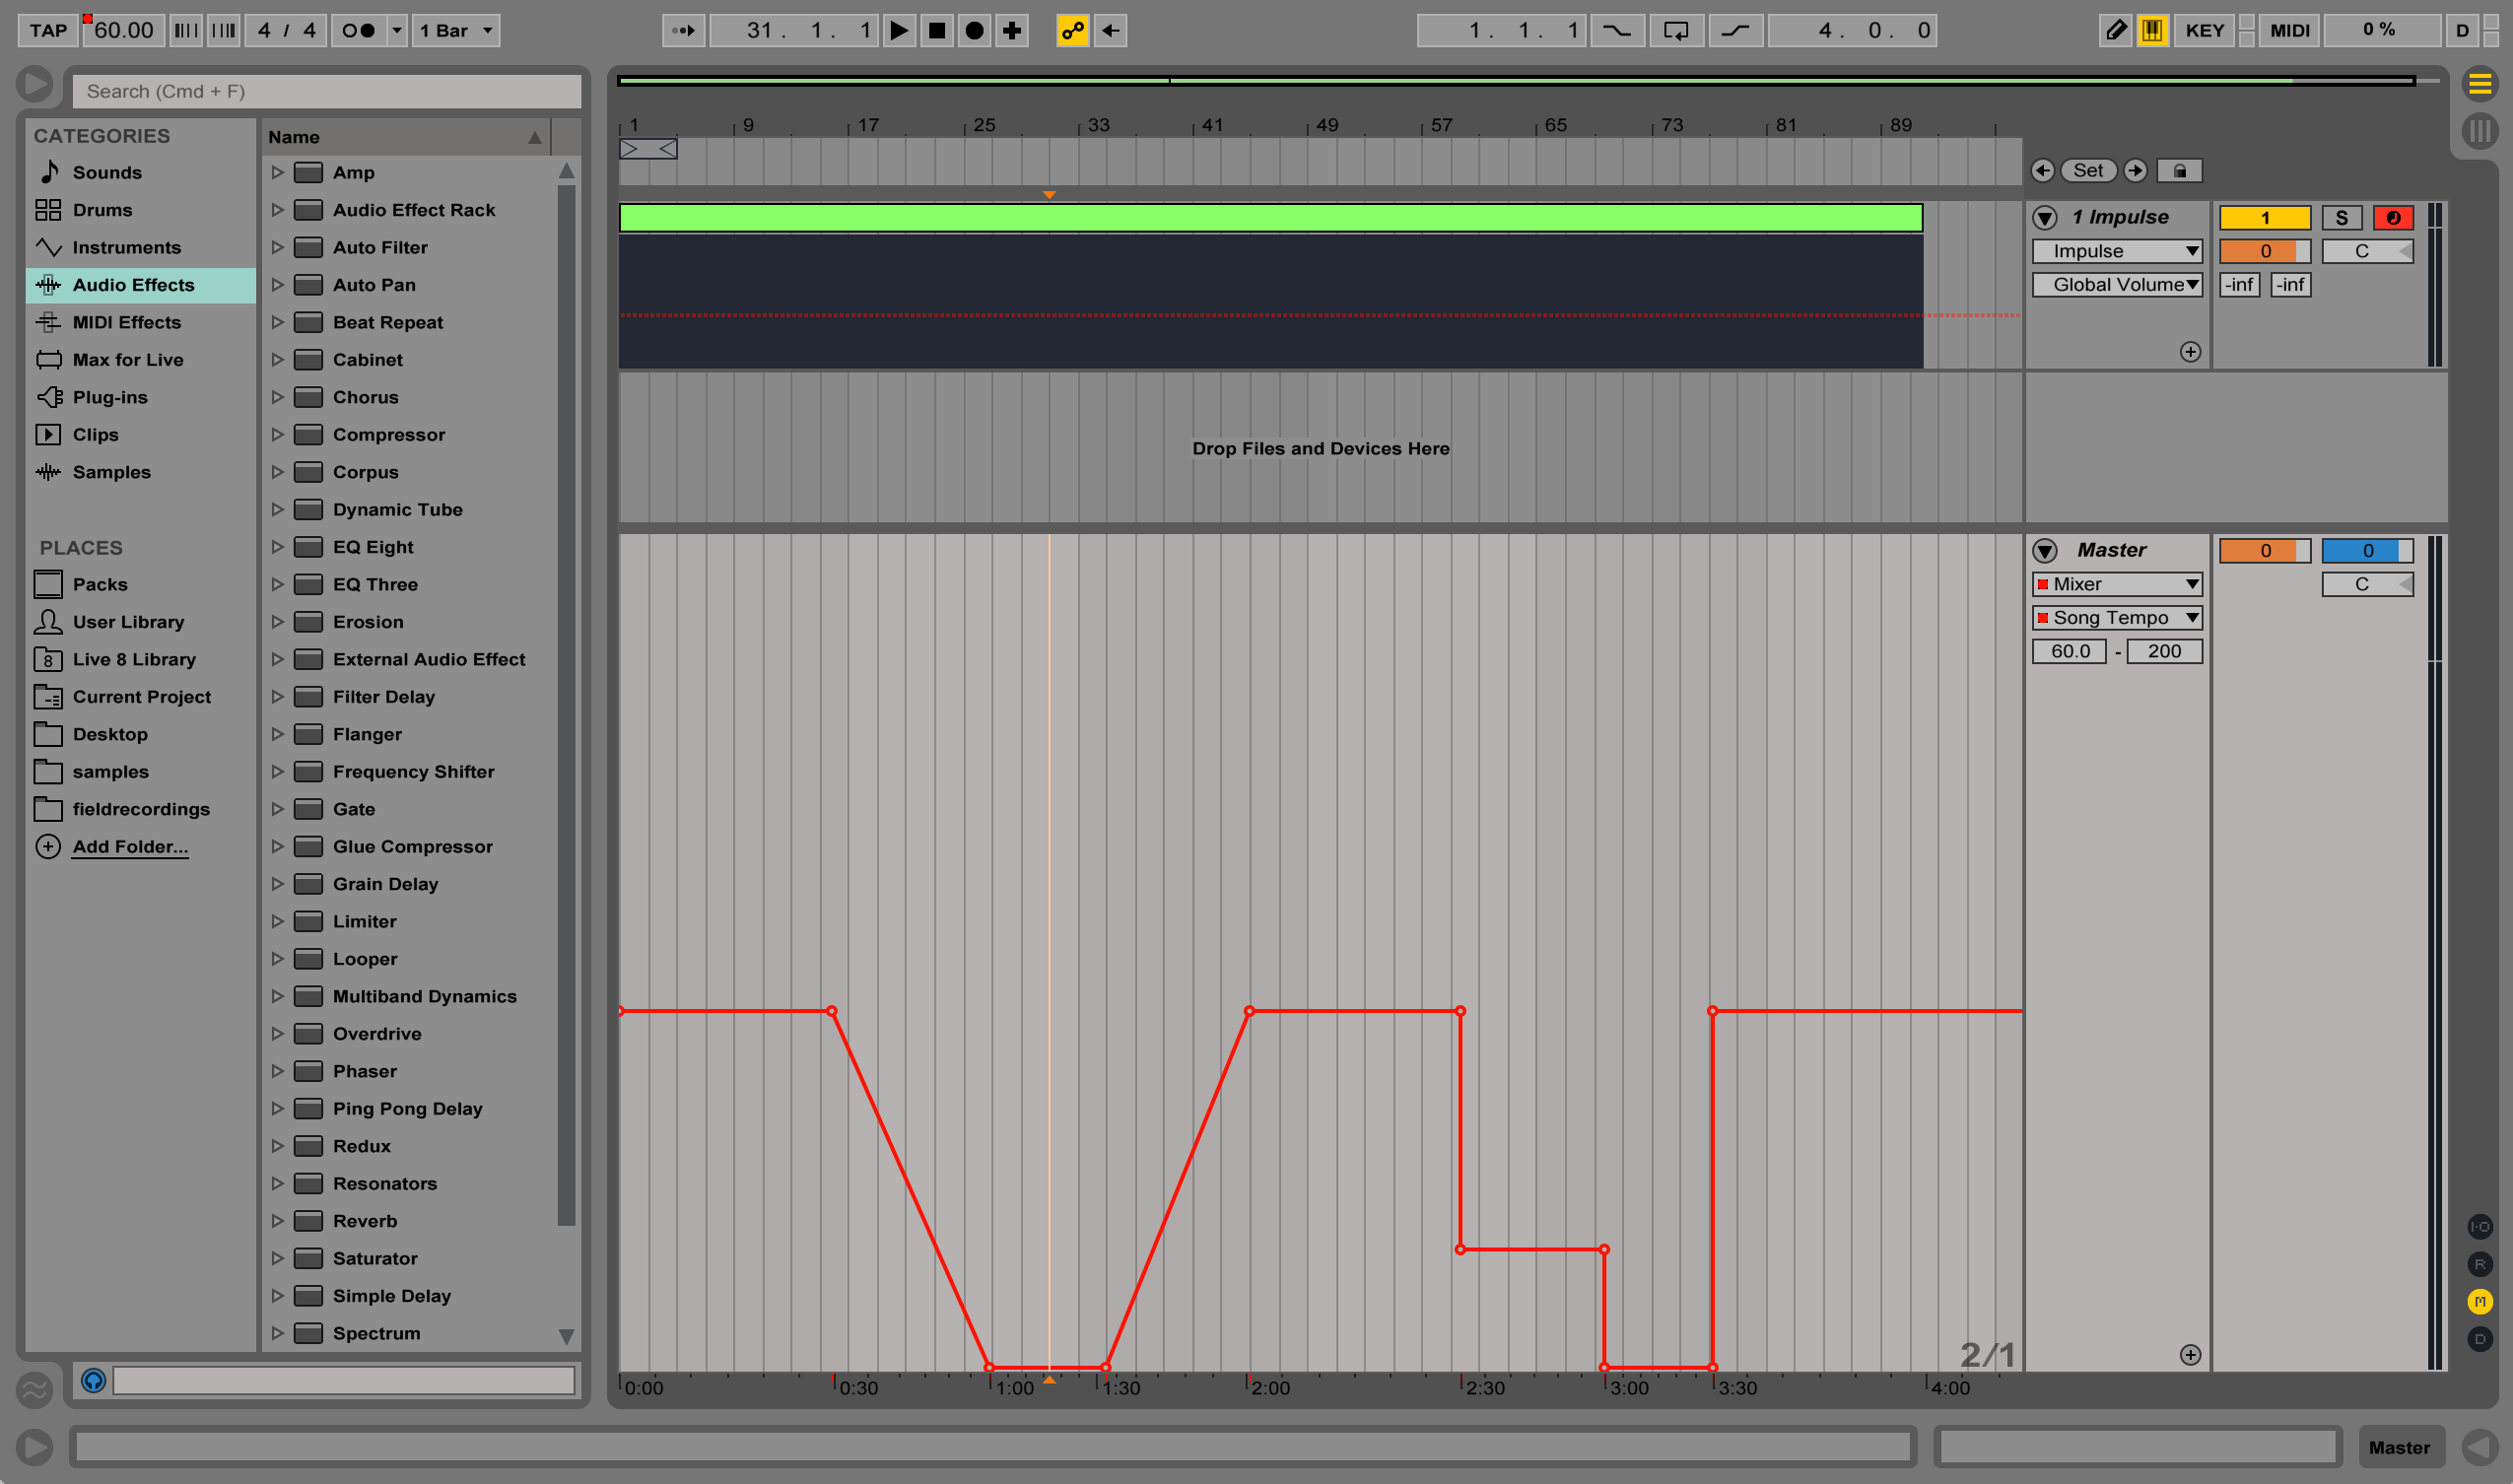 TAP 60.00 4 / 4 1 Bar 31. 1. 1 1. 1. 1 4. 0. 0 KEY MIDI 0 % D
Search (Cmd + F)
CATEGORIES
Sounds
Drums
Instruments
Audio Effects
MIDI Effects
Max for Live
Plug-ins
Clips
Samples
PLACES
Packs
User Library
8 Live 8 Library
Current Project
Desktop
samples
fieldrecordings
Add Folder...
Name
Amp
Audio Effect Rack
Auto Filter
Auto Pan
Beat Repeat
Cabinet
Chorus
Compressor
Corpus
Dynamic Tube
EQ Eight
EQ Three
Erosion
External Audio Effect
Filter Delay
Flanger
Frequency Shifter
Gate
Glue Compressor
Grain Delay
Limiter
Looper
Multiband Dynamics
Overdrive
Phaser
Ping Pong Delay
Redux
Resonators
Reverb
Saturator
Simple Delay
Spectrum
1 9 17 25 33 41 49 57 65 73 81 89
Set
1 Impulse 1 S
Impulse 0 C
Global Volume -inf -inf
Drop Files and Devices Here
Master 0 0
Mixer C
Song Tempo
60.0 - 200
I-O
R
M
D
2/1
0:00 0:30 1:00 1:30 2:00 2:30 3:00 3:30 4:00
Master